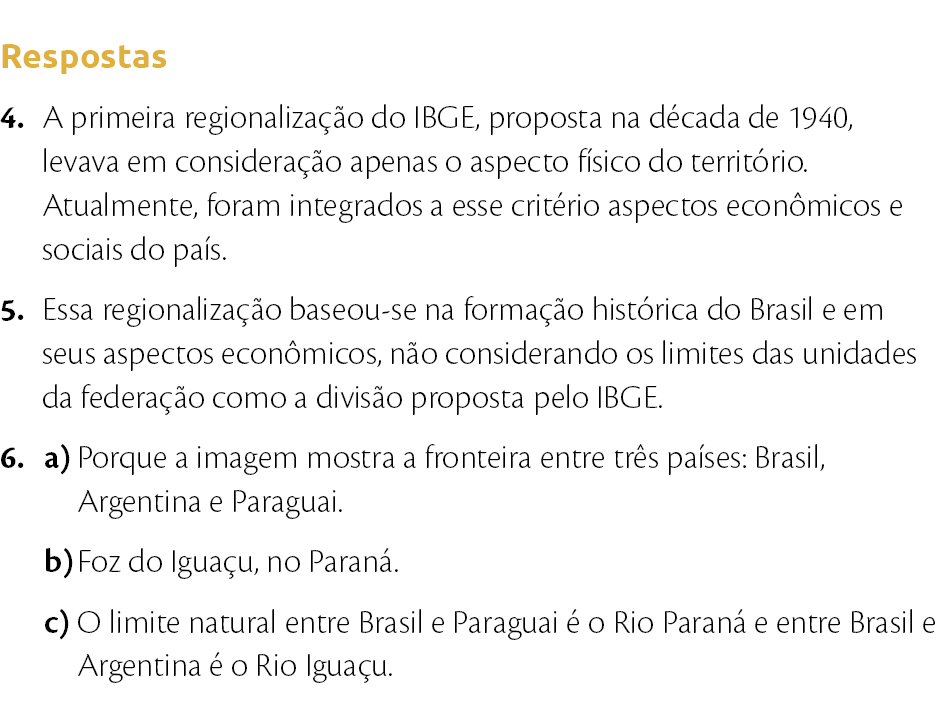 Respostas
4. A primeira regionalização do IBGE, proposta na década de 1940,
levava em consideração apenas o aspecto físico do território.
Atualmente, foram integrados a esse critério aspectos econômicos e
sociais do país.
5. Essa regionalização baseou-se na formação histórica do Brasil e em
seus aspectos econômicos, não considerando os limites das unidades
da federação como a divisão proposta pelo IBGE.
6. a) Porque a imagem mostra a fronteira entre três países: Brasil,
Argentina e Paraguai.
b) Foz do Iguaçu, no Paraná.
c) O limite natural entre Brasil e Paraguai é o Rio Paraná e entre Brasil e
Argentina é o Rio Iguaçu.